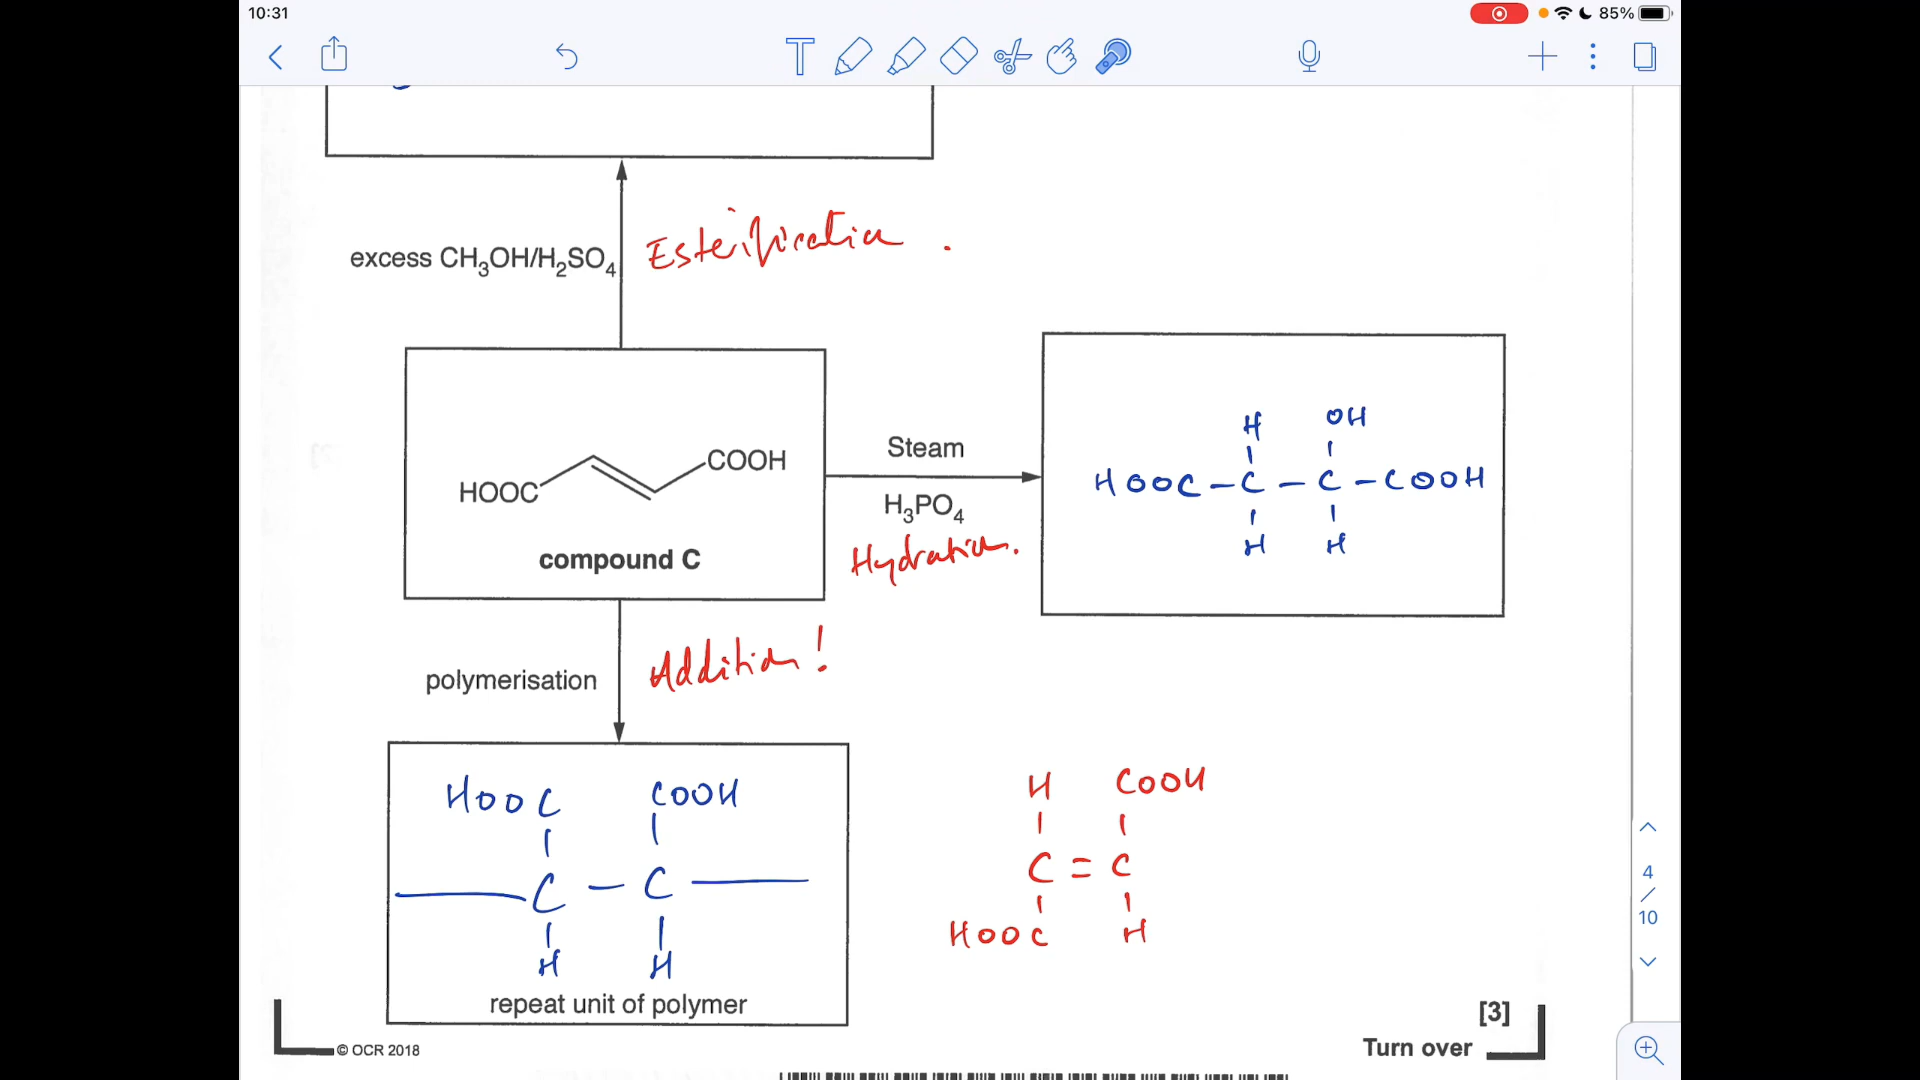 10:31
85%
T
excess CH₃OH/H₂SO₄
Esterification .
HOOC
COOH
compound C
Steam
H₃PO₄
Hydration.
H OH
HOOC – C – C – COOH
H H
polymerisation
Addition!
HOOC COOH
C – C
H H
repeat unit of polymer
H COOH
C = C
HOOC H
4
/
10
[3]
© OCR 2018
Turn over